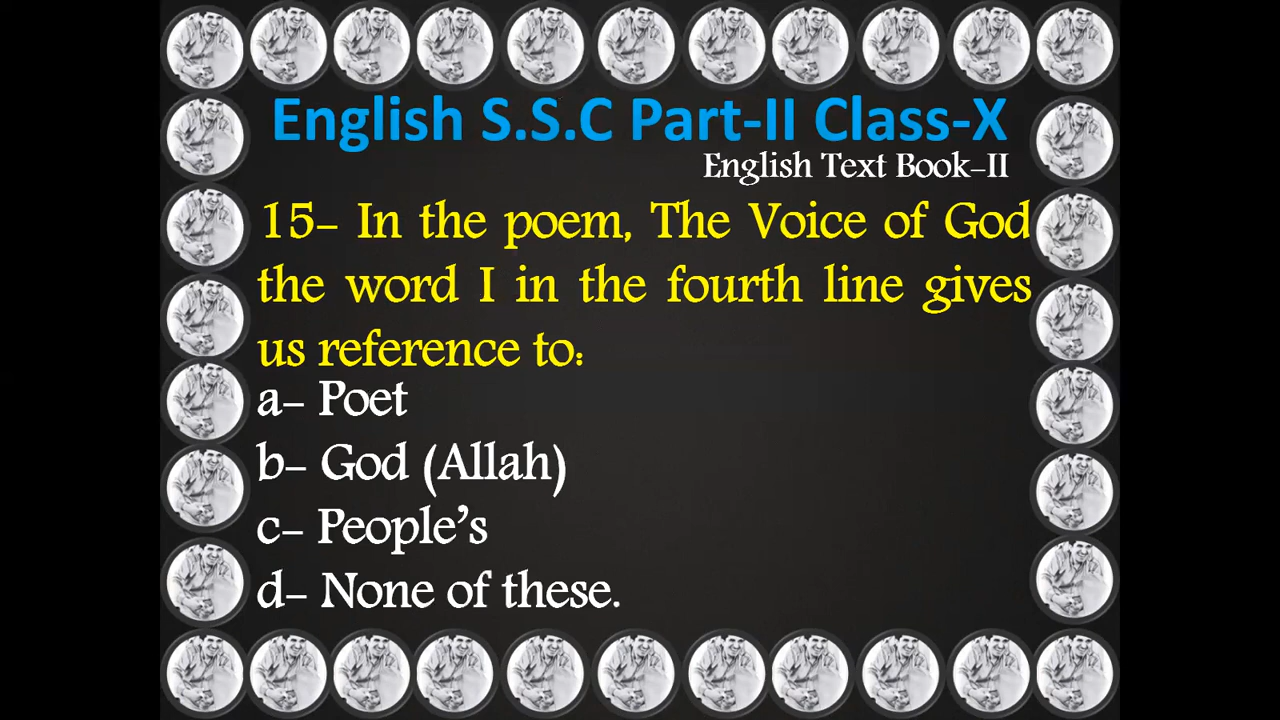 English S.S.C Part-II Class-X
English Text Book-II
15- In the poem, The Voice of God
the word I in the fourth line gives
us reference to:
a- Poet
b- God (Allah)
c- People's
d- None of these.